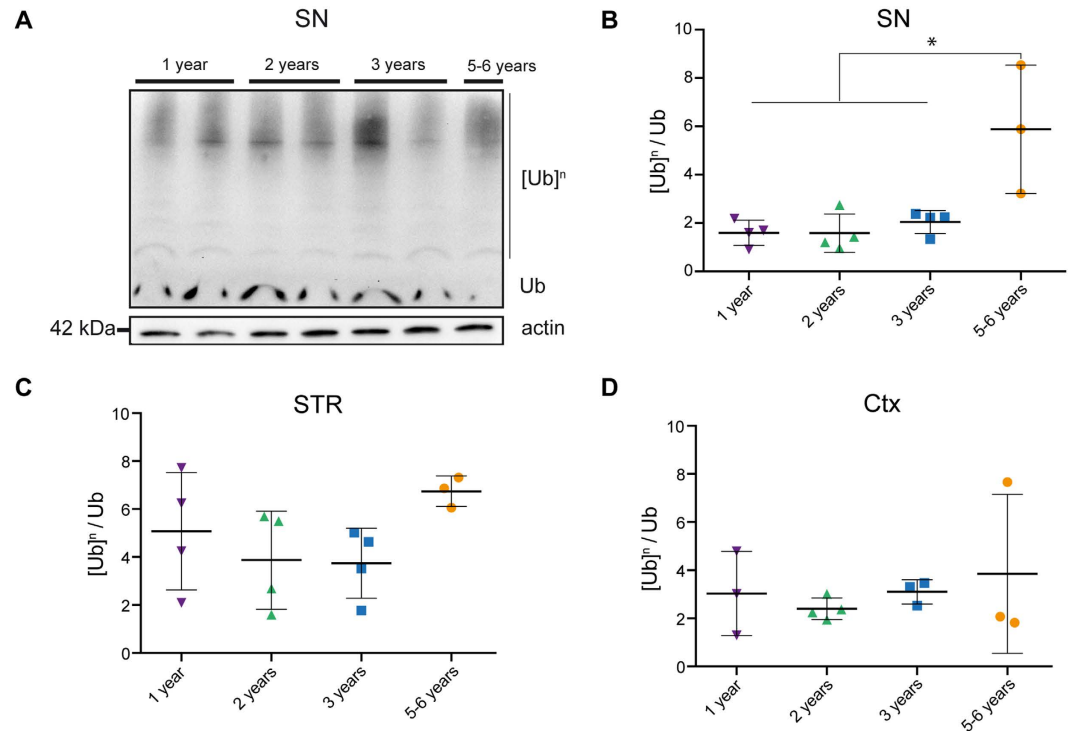 A
SN
1 year
2 years
3 years
5-6 years
[Ub]ⁿ
Ub
42 kDa
actin
B
SN
10
8
6
4
2
0
[Ub]ⁿ / Ub
*
1 year
2 years
3 years
5-6 years
C
STR
10
8
6
4
2
0
[Ub]ⁿ / Ub
1 year
2 years
3 years
5-6 years
D
Ctx
10
8
6
4
2
0
[Ub]ⁿ / Ub
1 year
2 years
3 years
5-6 years